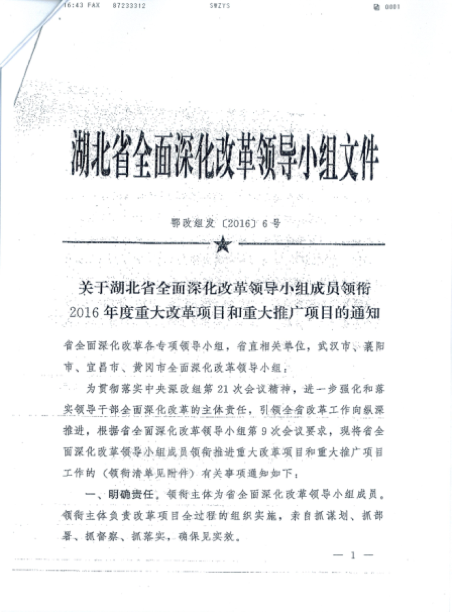 16:43 FAX 87233312 SWZYS 0001
湖北省全面深化改革领导小组文件
鄂改组发〔2016〕6号
关于湖北省全面深化改革领导小组成员领衔
2016年度重大改革项目和重大推广项目的通知
省全面深化改革各专项领导小组，省直相关单位，武汉市、襄阳
市、宜昌市、黄冈市全面深化改革领导小组：
为贯彻落实中央深改组第21次会议精神，进一步强化和落
实领导干部全面深化改革的主体责任，引领全省改革工作向纵深
推进，根据省全面深化改革领导小组第9次会议要求，现将省全
面深化改革领导小组成员领衔推进重大改革项目和重大推广项目
工作的（领衔清单见附件）有关事项通知如下：
一、明确责任。领衔主体为省全面深化改革领导小组成员。
领衔主体负责改革项目全过程的组织实施，亲自抓谋划、抓部
署、抓督察、抓落实，确保见实效。
— 1 —